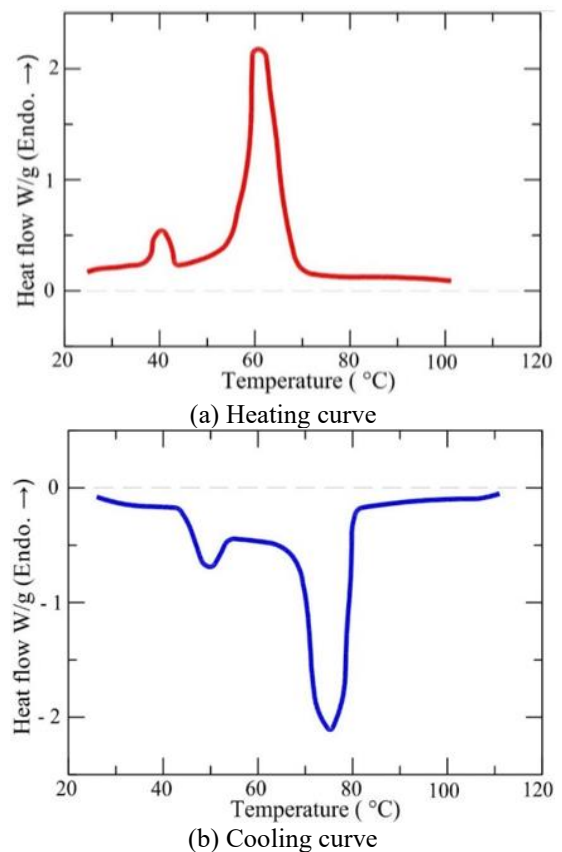 Heat flow W/g (Endo. →)
2
1
0
20 40 60 80 100 120
Temperature ( °C)
(a) Heating curve
Heat flow W/g (Endo. →)
0
- 1
- 2
20 40 60 80 100 120
Temperature ( °C)
(b) Cooling curve